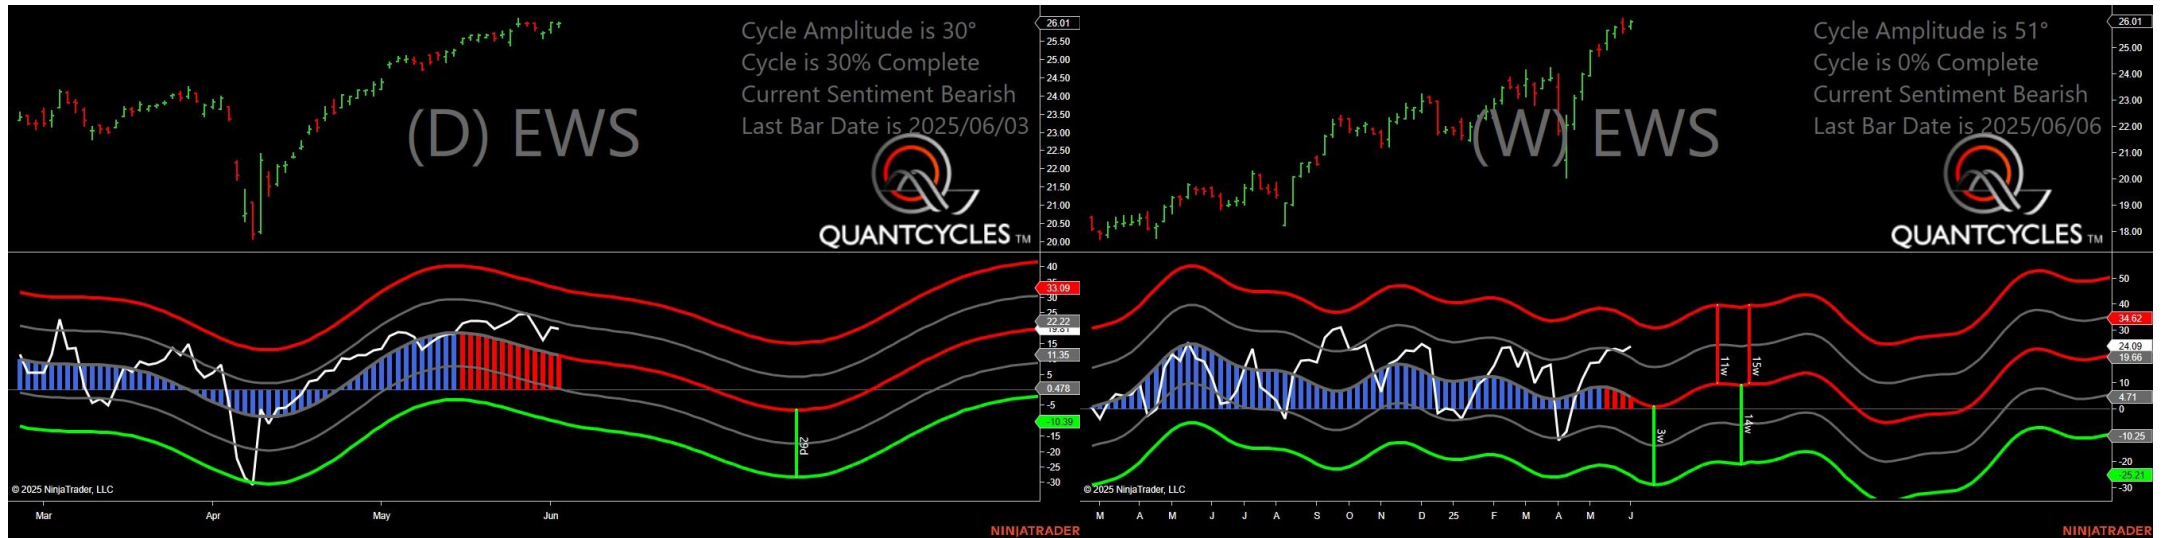 Cycle Amplitude is 30°
Cycle is 30% Complete
Current Sentiment Bearish
Last Bar Date is 2025/06/03
(D) EWS
QUANTCYCLES TM
26.01
25.50
25.00
24.50
24.00
23.50
23.00
22.50
22.00
21.50
21.00
20.50
20.00
40
33.09
30
22.22
15
11.35
5
0.478
-5
-10.39
-15
-20
-25
-30
29d
© 2025 NinjaTrader, LLC
Mar Apr May Jun
NINJATRADER
Cycle Amplitude is 51°
Cycle is 0% Complete
Current Sentiment Bearish
Last Bar Date is 2025/06/06
(W) EWS
QUANTCYCLES TM
26.01
25.00
24.00
23.00
22.00
21.00
20.00
19.00
18.00
50
40
34.62
30
24.09
19.66
10
4.71
0
-10.25
-20
-25.21
-30
11w
15w
3w
14w
© 2025 NinjaTrader, LLC
M A M J J A S O N D 25 F M A M J
NINJATRADER